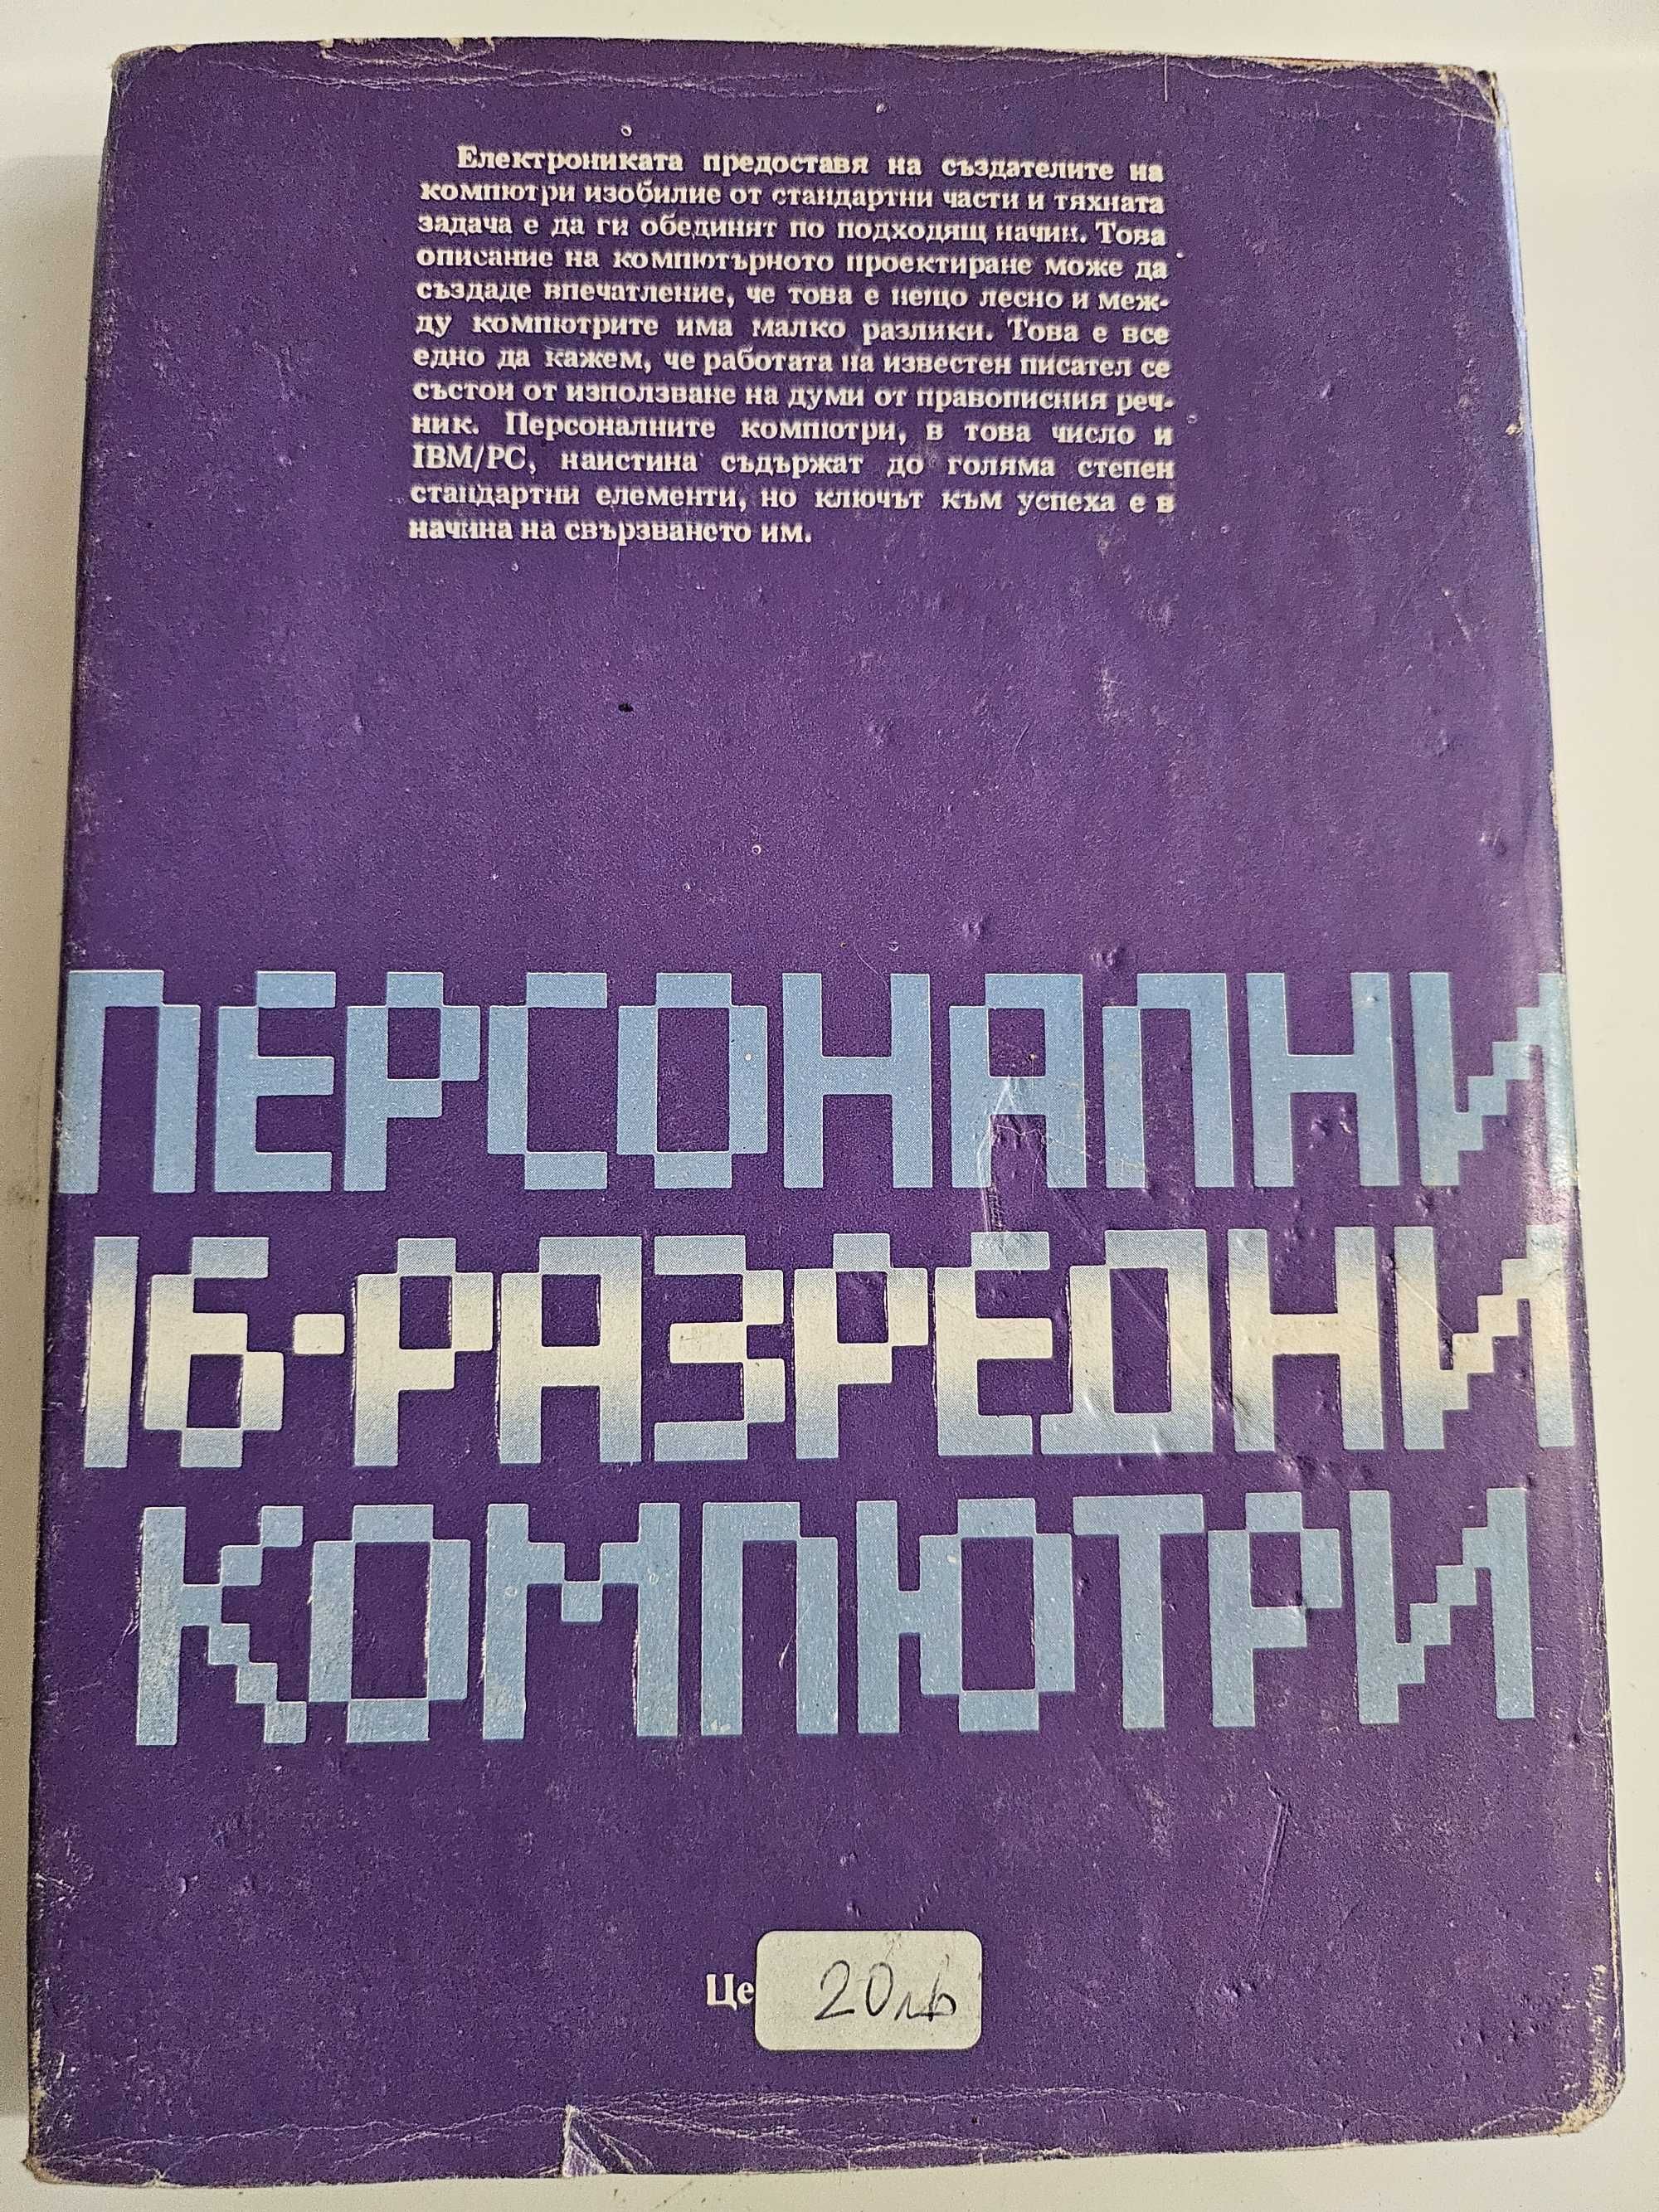 Електрониката предоставя на създателите на
компютри изобилие от стандартни части и тяхната
задача е да ги обединят по подходящ начин. Това
описание на компютърното проектиране може да
създаде впечатление, че това е нещо лесно и меж-
ду компютрите има малко разлики. Това е все
едно да кажем, че работата на известен писател се
състои от използване на думи от правописния реч-
ник. Персоналните компютри, в това число и
IBM/PC, наистина съдържат до голяма степен
стандартни елементи, но ключът към успеха е в
начина на свързването им.
ПЕРСОНАЛНИ
16-РАЗРЕДНИ
КОМПЮТРИ
Це 20лв